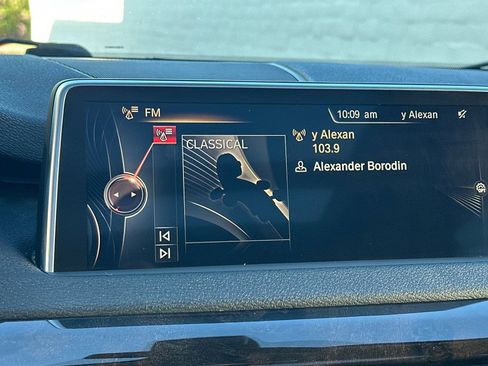 FM
10:09 am
y Alexan
CLASSICAL
y Alexan
103.9
Alexander Borodin